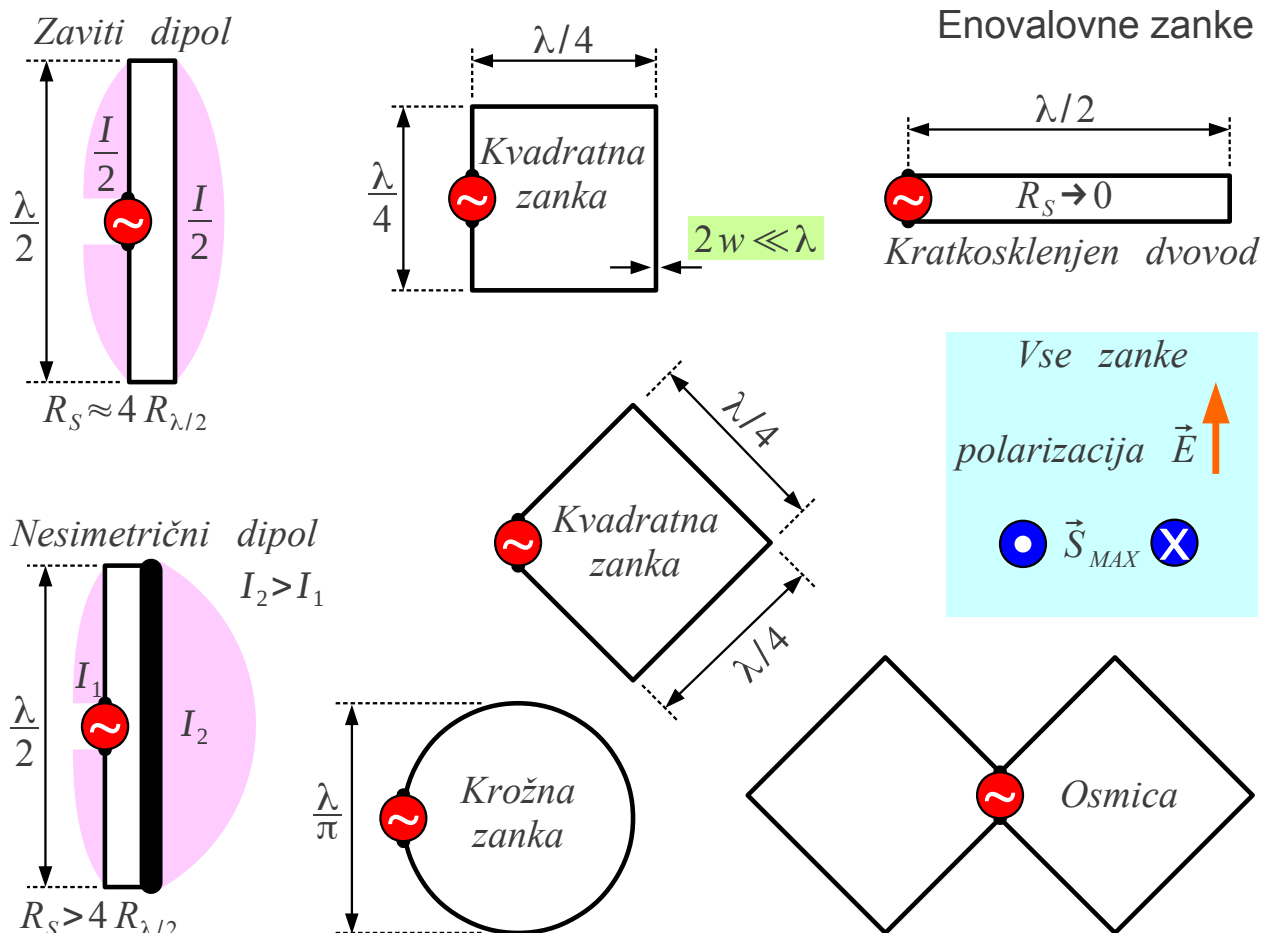 Enovalovne zanke
Zaviti dipol
λ/2
I/2
I/2
~
R_S ≈ 4 R_λ/2
λ/4
λ/4
Kvadratna
zanka
~
2w ≪ λ
λ/2
~
R_S → 0
Kratkosklenjen dvovod
Vse zanke
polarizacija E⃗
S⃗_MAX
X
λ/4
Kvadratna
zanka
~
λ/4
Nesimetrični dipol
I_2 > I_1
λ/2
I_1
~
I_2
R_S > 4 R_λ/2
λ/π
Krožna
zanka
~
~
Osmica